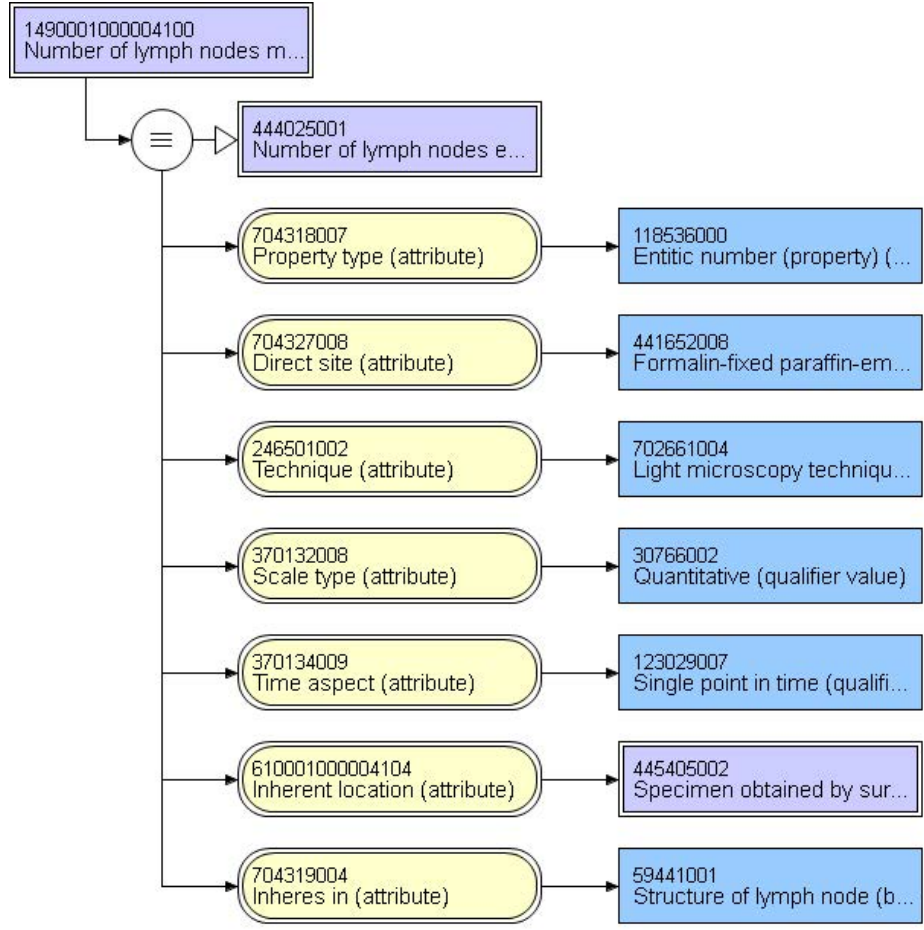 1490001000004100
Number of lymph nodes m...
444025001
Number of lymph nodes e...
704318007
Property type (attribute)
118536000
Entitic number (property) (...
704327008
Direct site (attribute)
441652008
Formalin-fixed paraffin-em...
246501002
Technique (attribute)
702661004
Light microscopy techniqu...
370132008
Scale type (attribute)
30766002
Quantitative (qualifier value)
370134009
Time aspect (attribute)
123029007
Single point in time (qualifi...
610001000004104
Inherent location (attribute)
445405002
Specimen obtained by sur...
704319004
Inheres in (attribute)
59441001
Structure of lymph node (b...